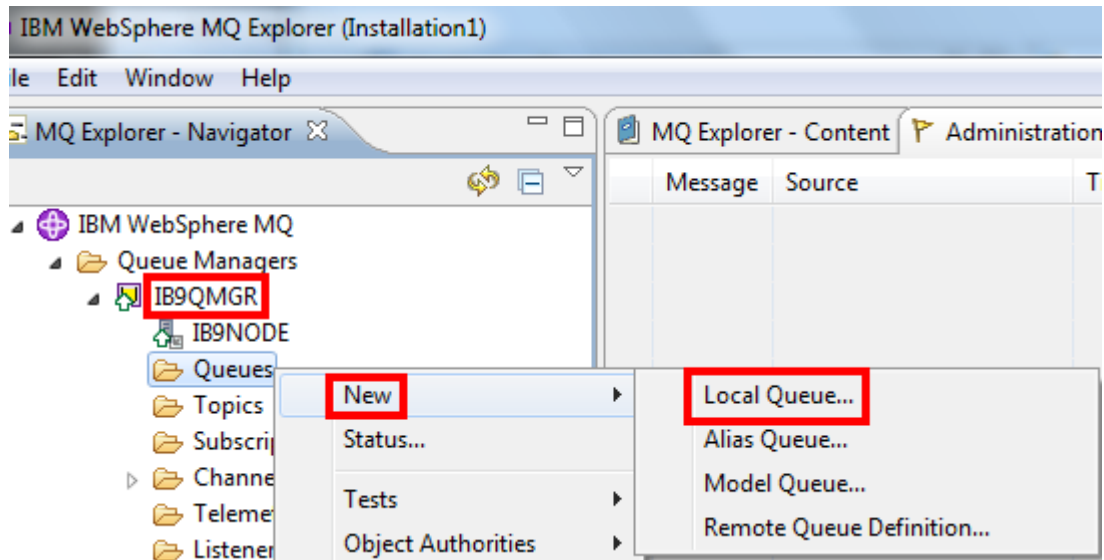 IBM WebSphere MQ Explorer (Installation1)
Edit Window Help
MQ Explorer - Navigator
MQ Explorer - Content Administration
Message Source
IBM WebSphere MQ
Queue Managers
IB9QMGR
IB9NODE
Queues
Topics
New
Status...
Tests
Object Authorities
Local Queue...
Alias Queue...
Model Queue...
Remote Queue Definition...